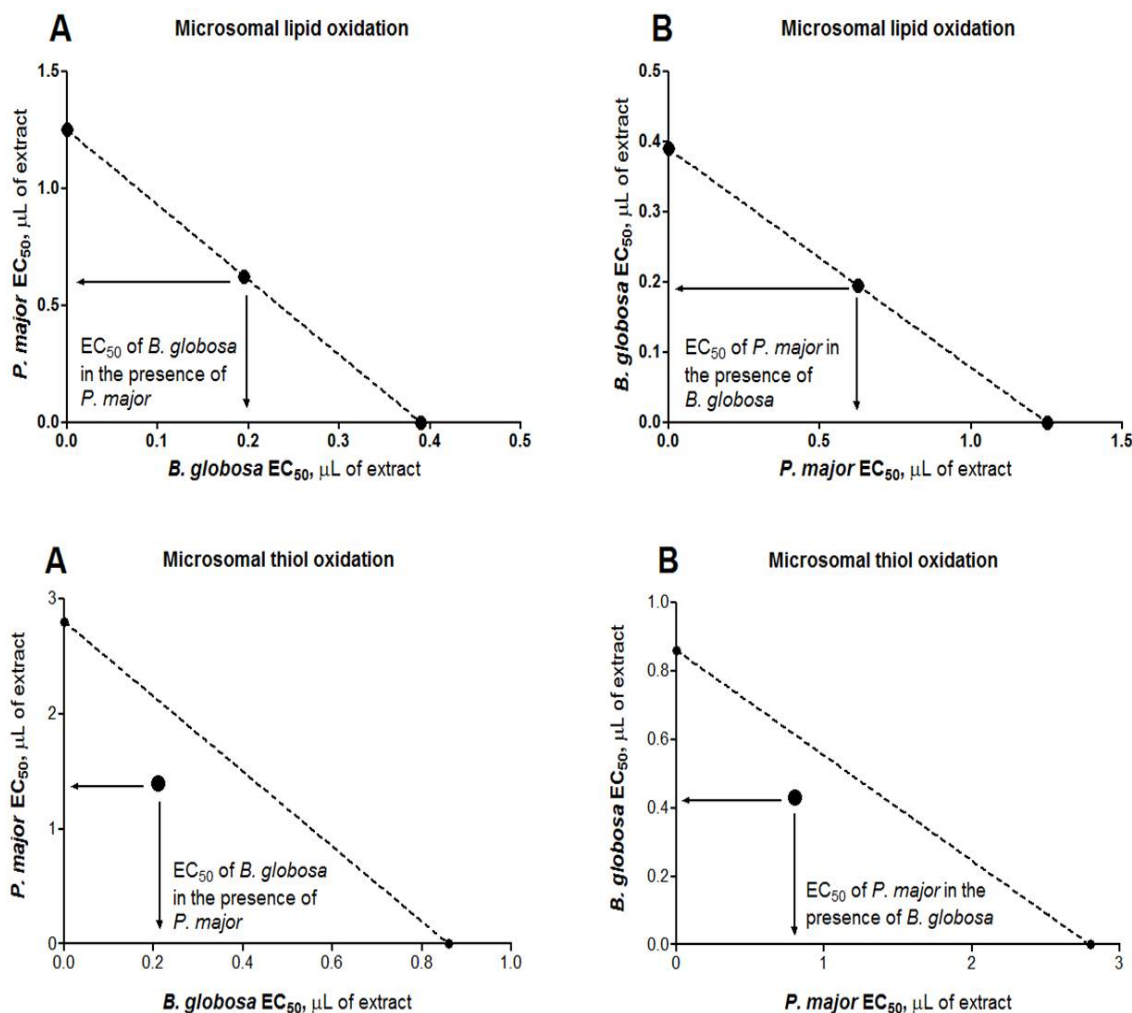 A
Microsomal lipid oxidation
P. major EC50, μL of extract
1.5
1.0
0.5
0.0
EC50 of B. globosa
in the presence of
P. major
0.0 0.1 0.2 0.3 0.4 0.5
B. globosa EC50, μL of extract
B
Microsomal lipid oxidation
B. globosa EC50, μL of extract
0.5
0.4
0.3
0.2
0.1
0.0
EC50 of P. major in
the presence of
B. globosa
0.0 0.5 1.0 1.5
P. major EC50, μL of extract
A
Microsomal thiol oxidation
P. major EC50, μL of extract
3
2
1
0
EC50 of B. globosa
in the presence of
P. major
0.0 0.2 0.4 0.6 0.8 1.0
B. globosa EC50, μL of extract
B
Microsomal thiol oxidation
B. globosa EC50, μL of extract
1.0
0.8
0.6
0.4
0.2
0.0
EC50 of P. major in the
presence of B. globosa
0 1 2 3
P. major EC50, μL of extract